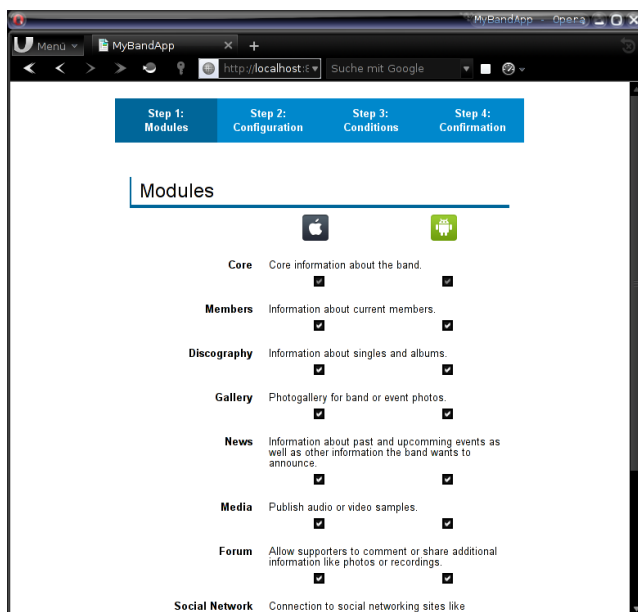 MyBandApp - Opera
Menü
MyBandApp
http://localhost:8
Suche mit Google
Step 1:
Modules
Step 2:
Configuration
Step 3:
Conditions
Step 4:
Confirmation
Modules
Core Core information about the band.
Members Information about current members.
Discography Information about singles and albums.
Gallery Photogallery for band or event photos.
News Information about past and upcomming events as
well as other information the band wants to
announce.
Media Publish audio or video samples.
Forum Allow supporters to comment or share additional
information like photos or recordings.
Social Network Connection to social networking sites like